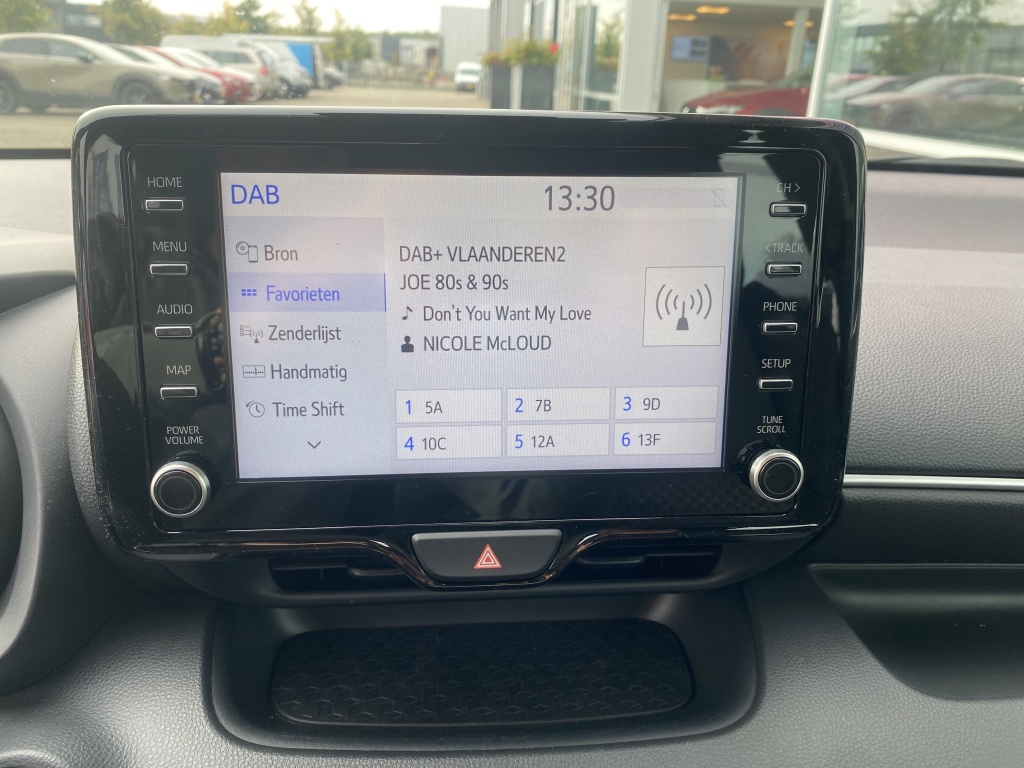 HOME
MENU
AUDIO
MAP
POWER
VOLUME
DAB
13:30
Bron
Favorieten
Zenderlijst
Handmatig
Time Shift
DAB+ VLAANDEREN2
JOE 80s & 90s
Don't You Want My Love
NICOLE McLOUD
1 5A
2 7B
3 9D
4 10C
5 12A
6 13F
CH >
< TRACK
PHONE
SETUP
TUNE
SCROLL